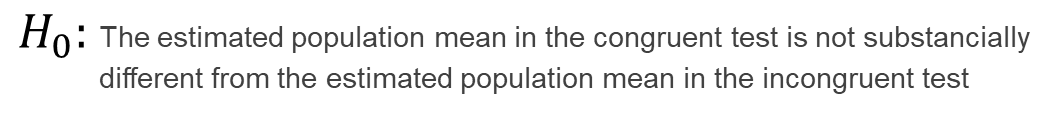 H₀: The estimated population mean in the congruent test is not substancially
different from the estimated population mean in the incongruent test